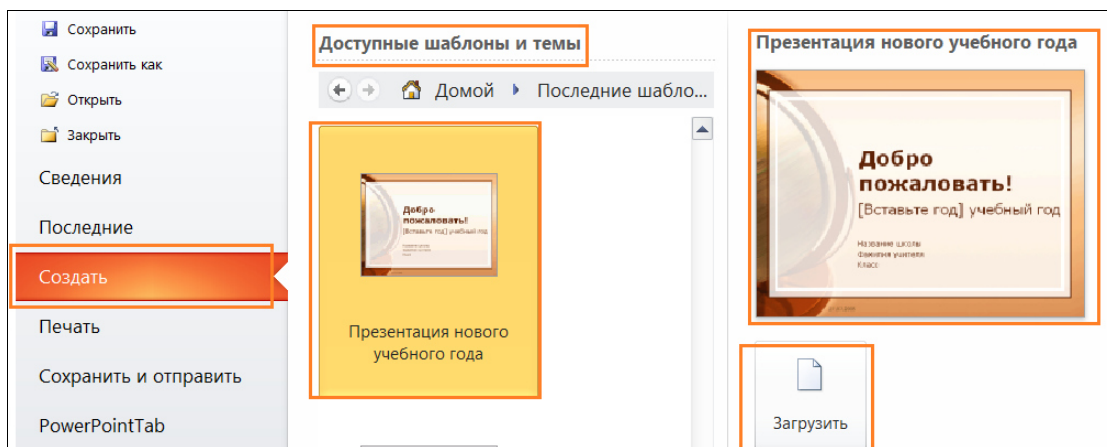 Сохранить
Сохранить как
Открыть
Закрыть
Сведения
Последние
Создать
Печать
Сохранить и отправить
PowerPointTab
Доступные шаблоны и темы
Домой
Последние шабло...
Добро
пожаловать!
[Вставьте год] учебный год
Презентация нового
учебного года
Презентация нового учебного года
Добро
пожаловать!
[Вставьте год] учебный год
Название школы
Фамилия учителя
Класс
Загрузить